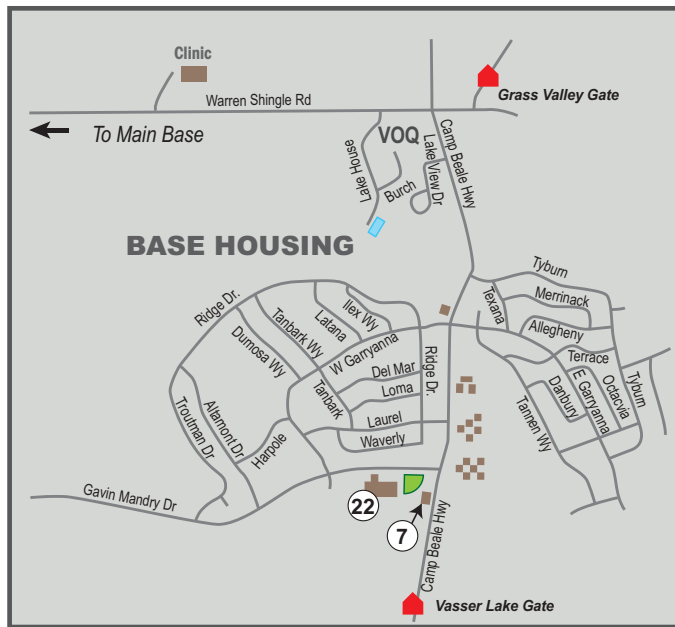 Clinic
Grass Valley Gate
Warren Shingle Rd
To Main Base
VOQ
Lake House
Burch
Lake View Dr
Camp Beale Hwy
BASE HOUSING
Tyburn
Merrinack
Texana
Allegheny
Ridge Dr.
Ilex Wy
Latana
Tanbark Wy
Dumosa Wy
W Garryanna
Ridge Dr.
Terrace
Del Mar
Loma
Tanbark
Laurel
Waverly
Danbury
E Garryanna
Octacvia
Tyburn
Tannen Wy
Troutman Dr
Altamont Dr
Harpole
Gavin Mandry Dr
22
7
Camp Beale Hwy
Vasser Lake Gate